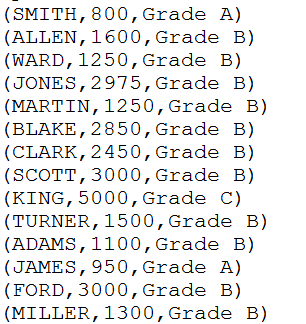 (SMITH,800,Grade A)
(ALLEN,1600,Grade B)
(WARD,1250,Grade B)
(JONES,2975,Grade B)
(MARTIN,1250,Grade B)
(BLAKE,2850,Grade B)
(CLARK,2450,Grade B)
(SCOTT,3000,Grade B)
(KING,5000,Grade C)
(TURNER,1500,Grade B)
(ADAMS,1100,Grade B)
(JAMES,950,Grade A)
(FORD,3000,Grade B)
(MILLER,1300,Grade B)